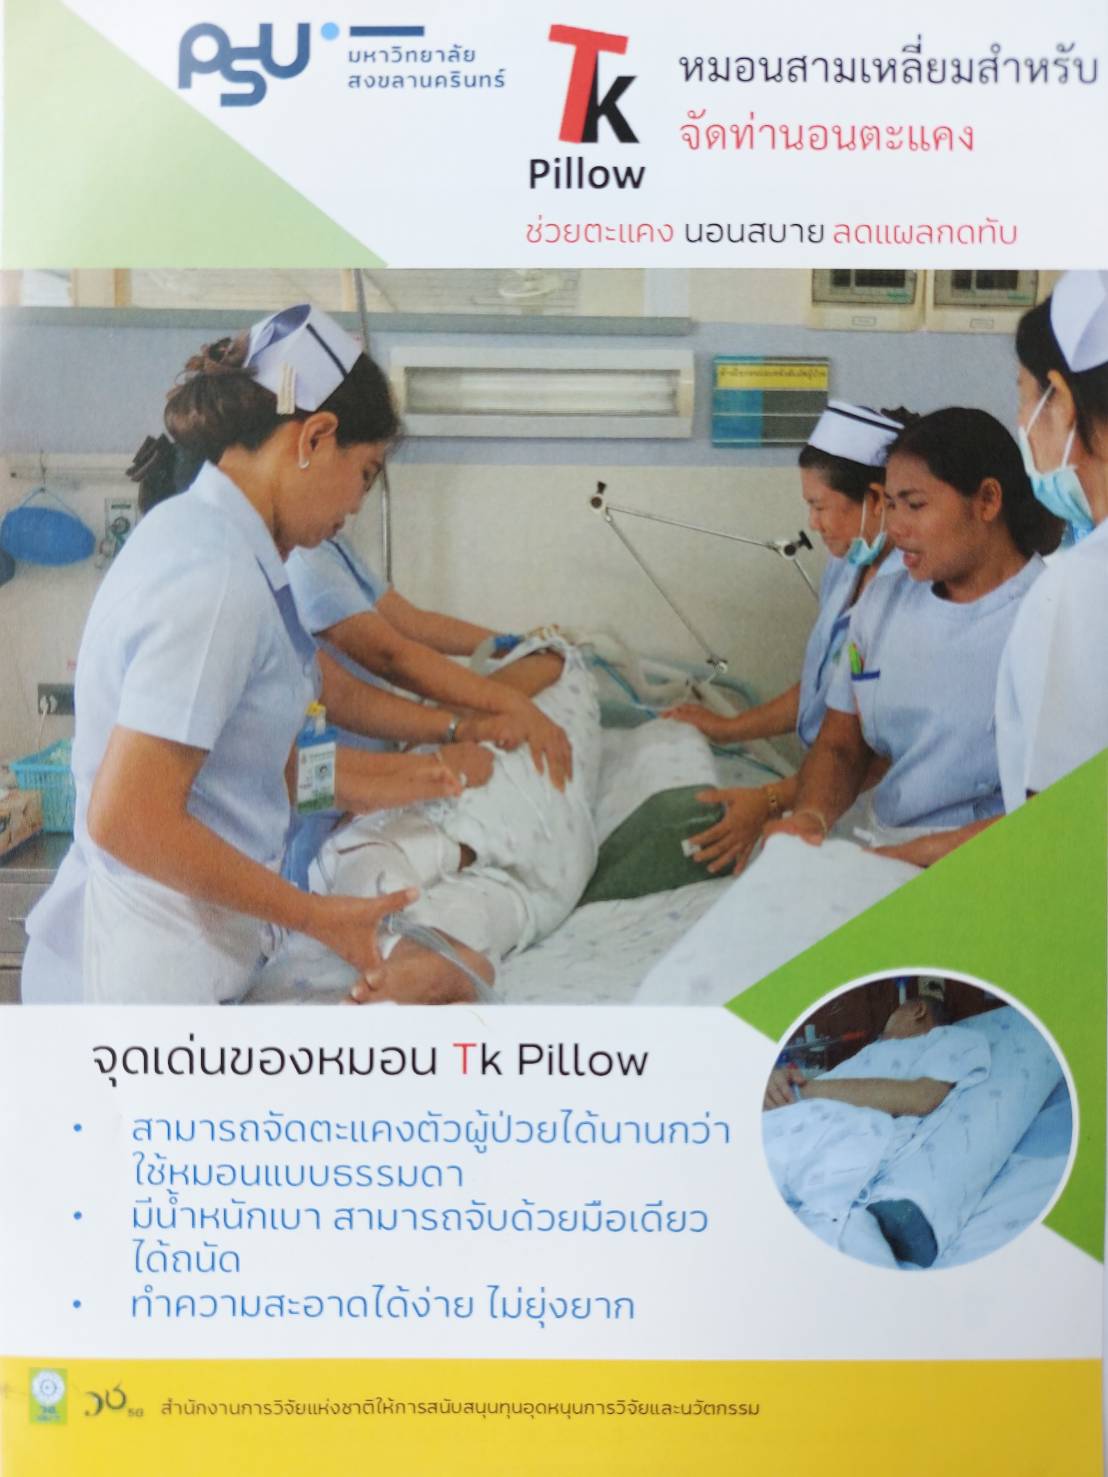 PSU
มหาวิทยาลัย
สงขลานครินทร์
Tk
Pillow
หมอนสามเหลี่ยมสำหรับ
จัดท่านอนตะแคง
ช่วยตะแคง นอนสบาย ลดแผลกดทับ
จุดเด่นของหมอน Tk Pillow
• สามารถจัดตะแคงตัวผู้ป่วยได้นานกว่า
ใช้หมอนแบบธรรมดา
• มีน้ำหนักเบา สามารถจับด้วยมือเดียว
ได้ถนัด
• ทำความสะอาดได้ง่าย ไม่ยุ่งยาก
สำนักงานการวิจัยแห่งชาติให้การสนับสนุนทุนอุดหนุนการวิจัยและนวัตกรรม